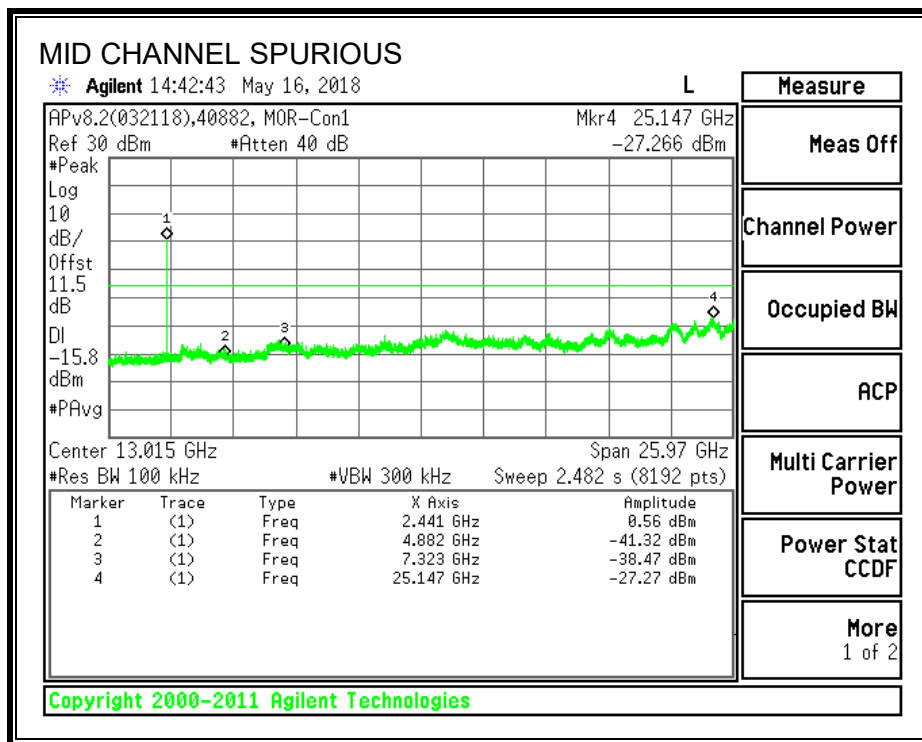 MID CHANNEL SPURIOUS
Agilent 14:42:43 May 16, 2018 L
APv8.2(032118),40882, MOR-Con1 Mkr4 25.147 GHz
Ref 30 dBm #Atten 40 dB -27.266 dBm
#Peak
Log
10
dB/
Offst
11.5
dB
DI
-15.8
dBm
#PAvg
1
2
3
4
Center 13.015 GHz Span 25.97 GHz
#Res BW 100 kHz #VBW 300 kHz Sweep 2.482 s (8192 pts)
Marker Trace Type X Axis Amplitude
1 (1) Freq 2.441 GHz 0.56 dBm
2 (1) Freq 4.882 GHz -41.32 dBm
3 (1) Freq 7.323 GHz -38.47 dBm
4 (1) Freq 25.147 GHz -27.27 dBm
Measure
Meas Off
Channel Power
Occupied BW
ACP
Multi Carrier
Power
Power Stat
CCDF
More
1 of 2
Copyright 2000-2011 Agilent Technologies